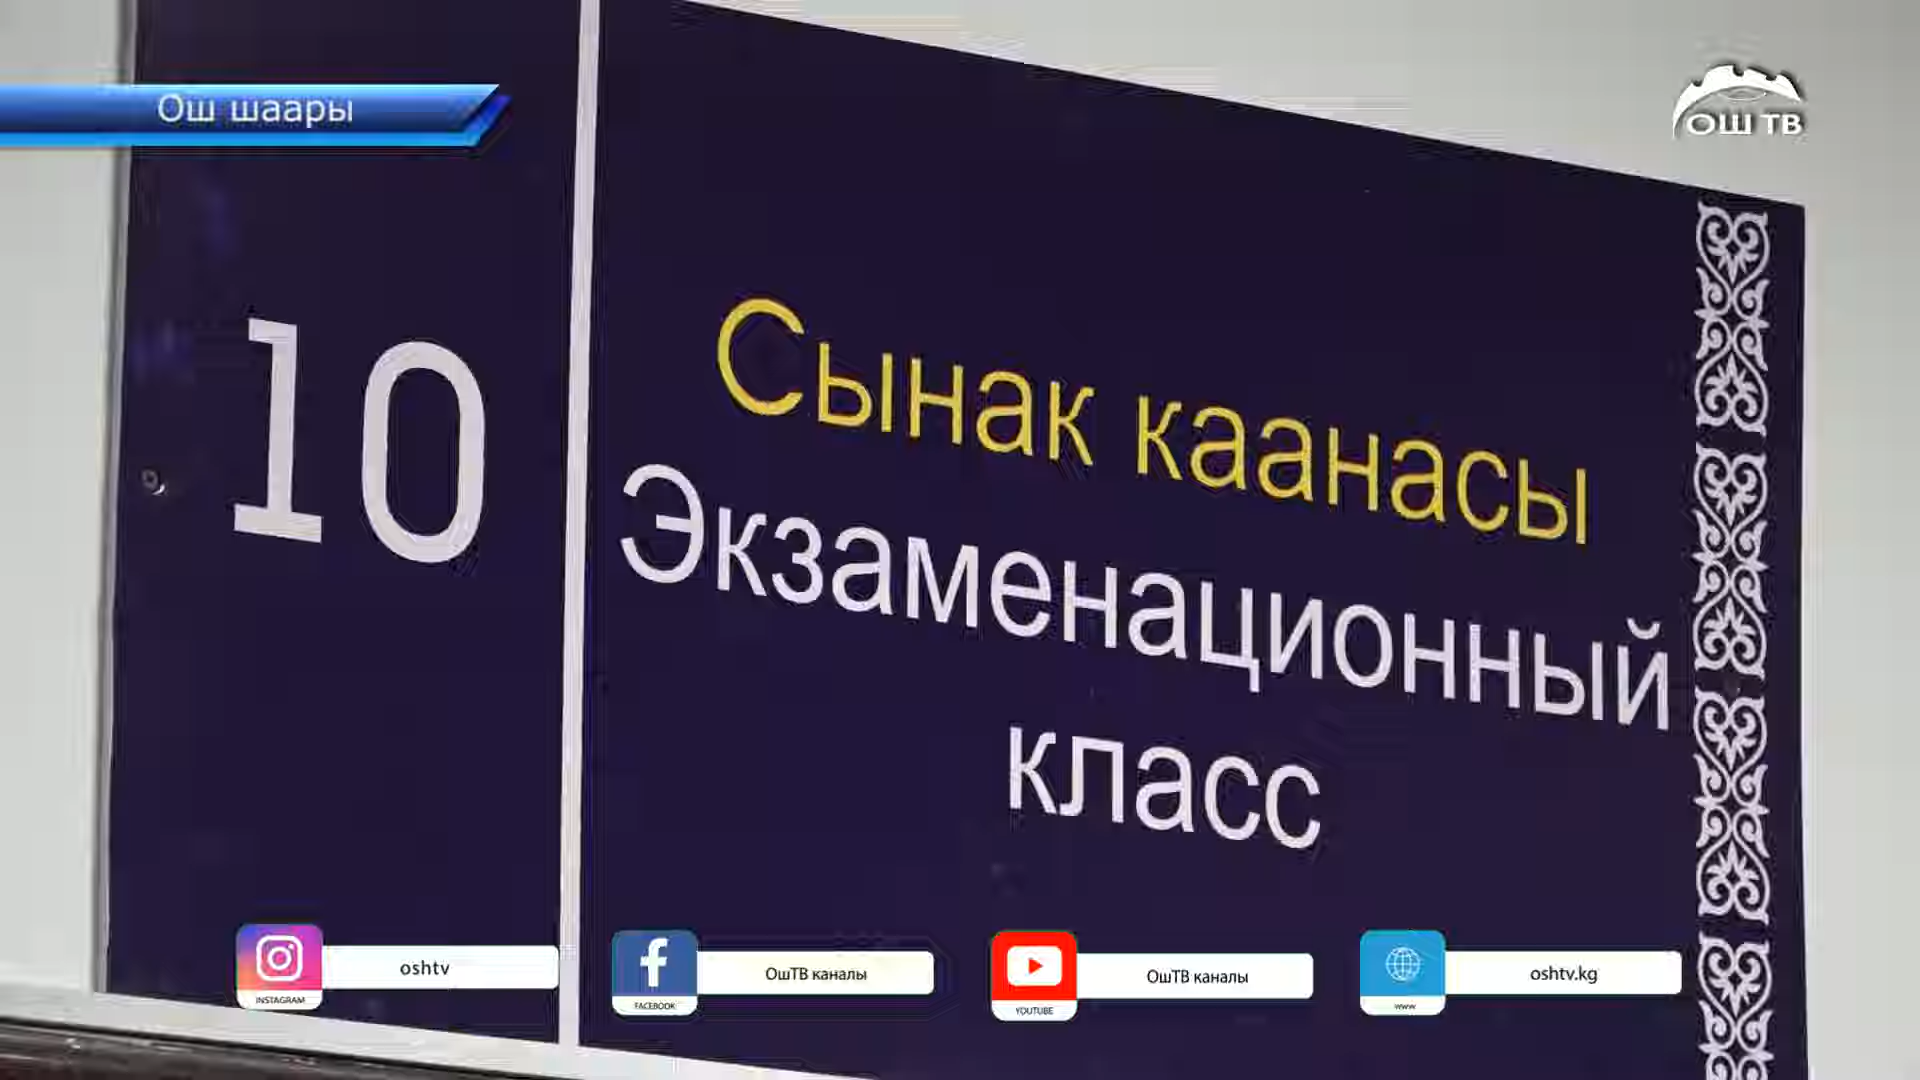 Ош шаары
ОШ ТВ
10
Сынак каанасы
Экзаменационный
класс
oshtv
INSTAGRAM
ОшТВ каналы
FACEBOOK
ОшТВ каналы
YOUTUBE
oshtv.kg
www